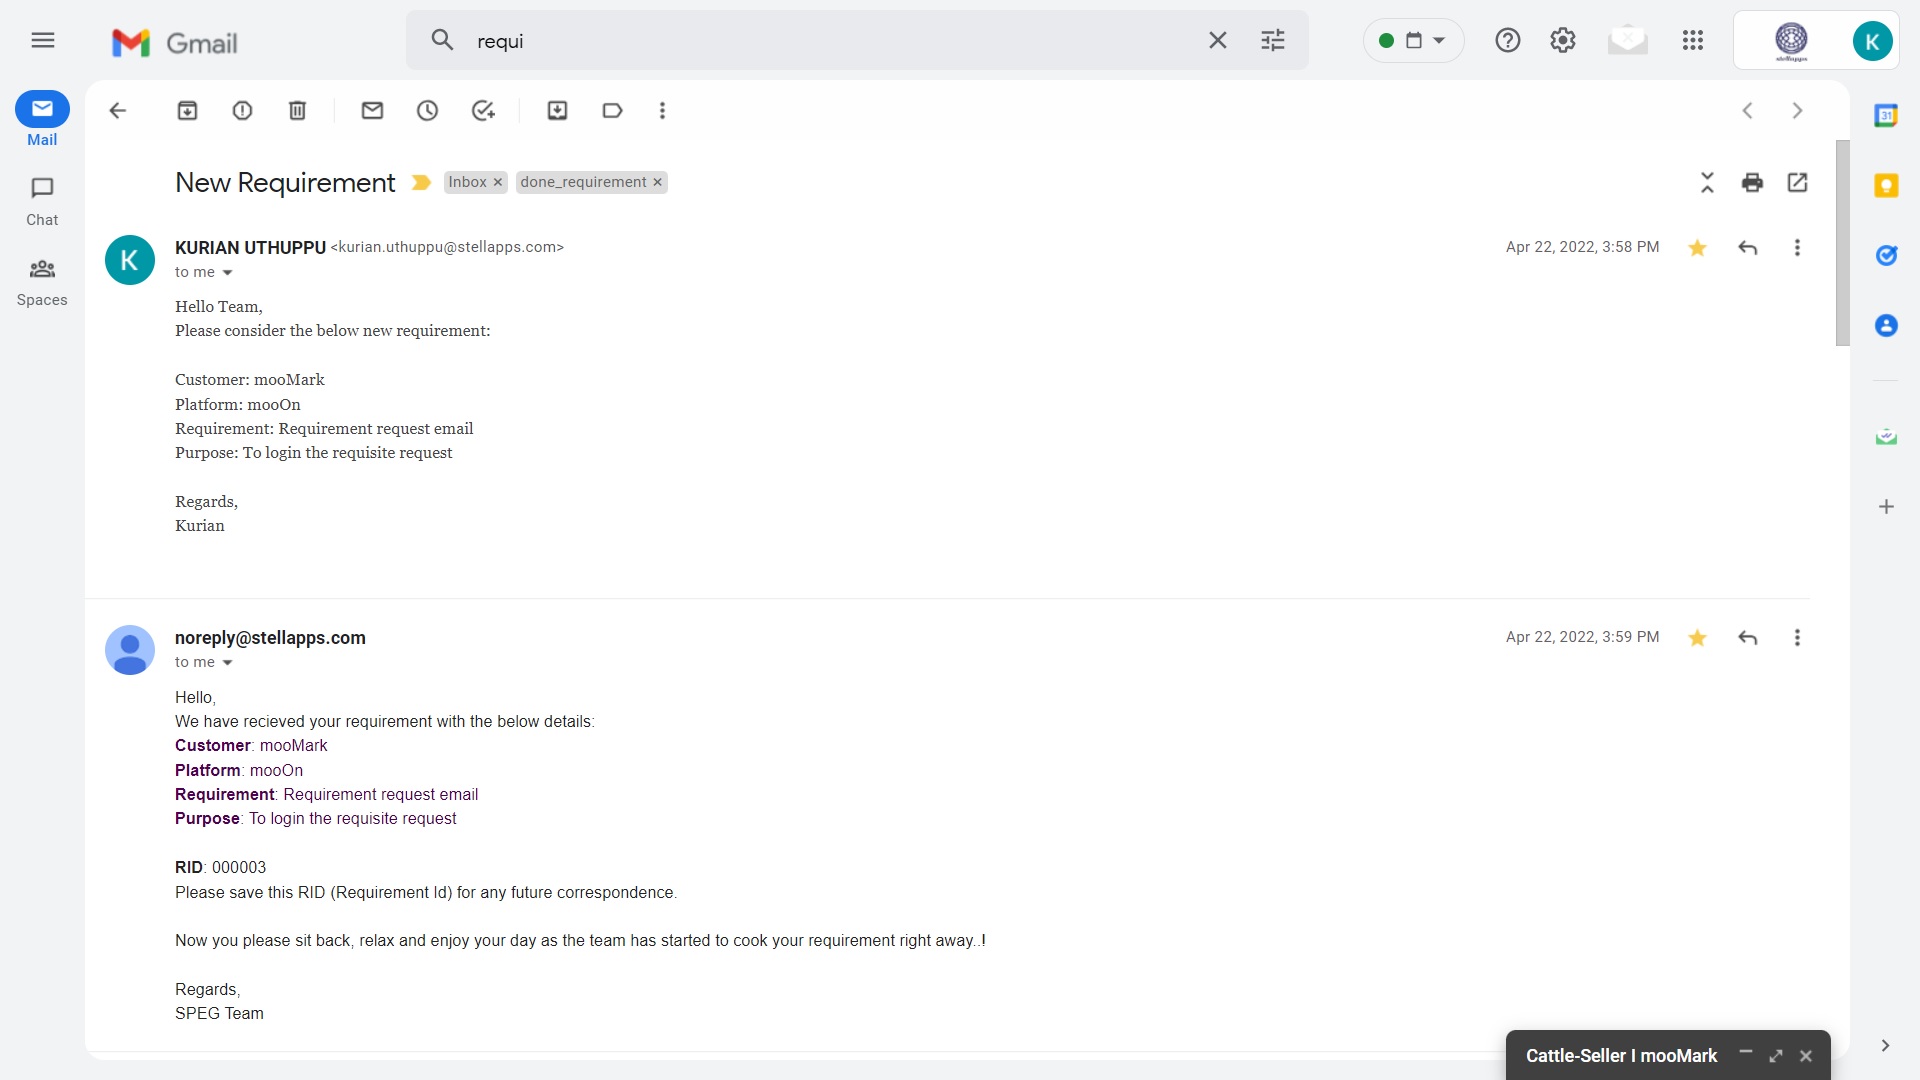 Gmail
requi
stellapps
K
Mail
Chat
Spaces
31
New Requirement
Inbox ×
done_requirement ×
K
KURIAN UTHUPPU <kurian.uthuppu@stellapps.com>
Apr 22, 2022, 3:58 PM
to me
Hello Team,
Please consider the below new requirement:
Customer: mooMark
Platform: mooOn
Requirement: Requirement request email
Purpose: To login the requisite request
Regards,
Kurian
noreply@stellapps.com
Apr 22, 2022, 3:59 PM
to me
Hello,
We have recieved your requirement with the below details:
Customer: mooMark
Platform: mooOn
Requirement: Requirement request email
Purpose: To login the requisite request
RID: 000003
Please save this RID (Requirement Id) for any future correspondence.
Now you please sit back, relax and enjoy your day as the team has started to cook your requirement right away..!
Regards,
SPEG Team
Cattle-Seller I mooMark